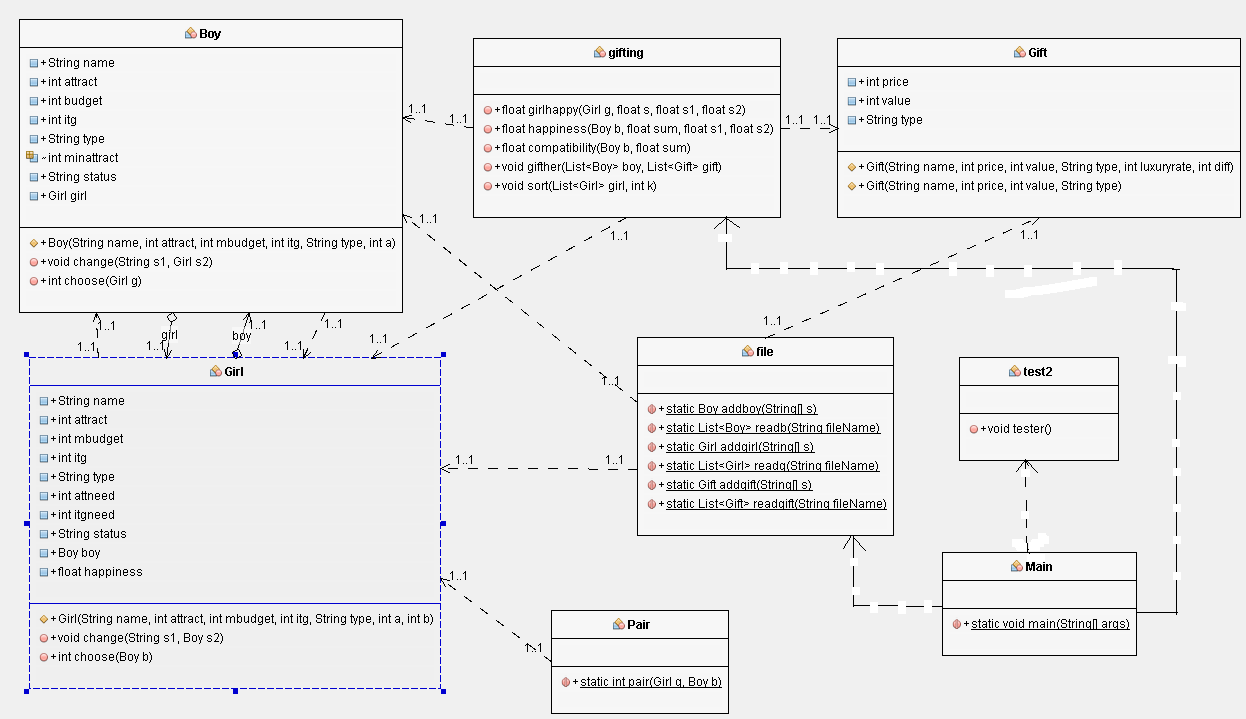 Boy
+String name
+int attract
+int budget
+int itg
+String type
~int minattract
+String status
+Girl girl
+Boy(String name, int attract, int mbudget, int itg, String type, int a)
+void change(String s1, Girl s2)
+int choose(Girl g)
gifting
+float girlhappy(Girl g, float s, float s1, float s2)
+float happiness(Boy b, float sum, float s1, float s2)
+float compatibility(Boy b, float sum)
+void gifther(List<Boy> boy, List<Gift> gift)
+void sort(List<Girl> girl, int k)
Gift
+int price
+int value
+String type
+Gift(String name, int price, int value, String type, int luxuryrate, int diff)
+Gift(String name, int price, int value, String type)
1..1
1..1
1..1
1..1
1..1
1..1
1..1
1..1
1..1
1..1
girl
boy
1..1
1..1
1..1
1..1
1..1
1..1
Girl
+String name
+int attract
+int mbudget
+int itg
+String type
+int attneed
+int itgneed
+String status
+Boy boy
+float happiness
+Girl(String name, int attract, int mbudget, int itg, String type, int a, int b)
+void change(String s1, Boy s2)
+int choose(Boy b)
file
+static Boy addboy(String[] s)
+static List<Boy> readb(String fileName)
+static Girl addgirl(String[] s)
+static List<Girl> readg(String fileName)
+static Gift addgift(String[] s)
+static List<Gift> readgift(String fileName)
test2
+void tester()
1..1
1..1
1..1
1..1
Pair
+static int pair(Girl g, Boy b)
Main
+static void main(String[] args)